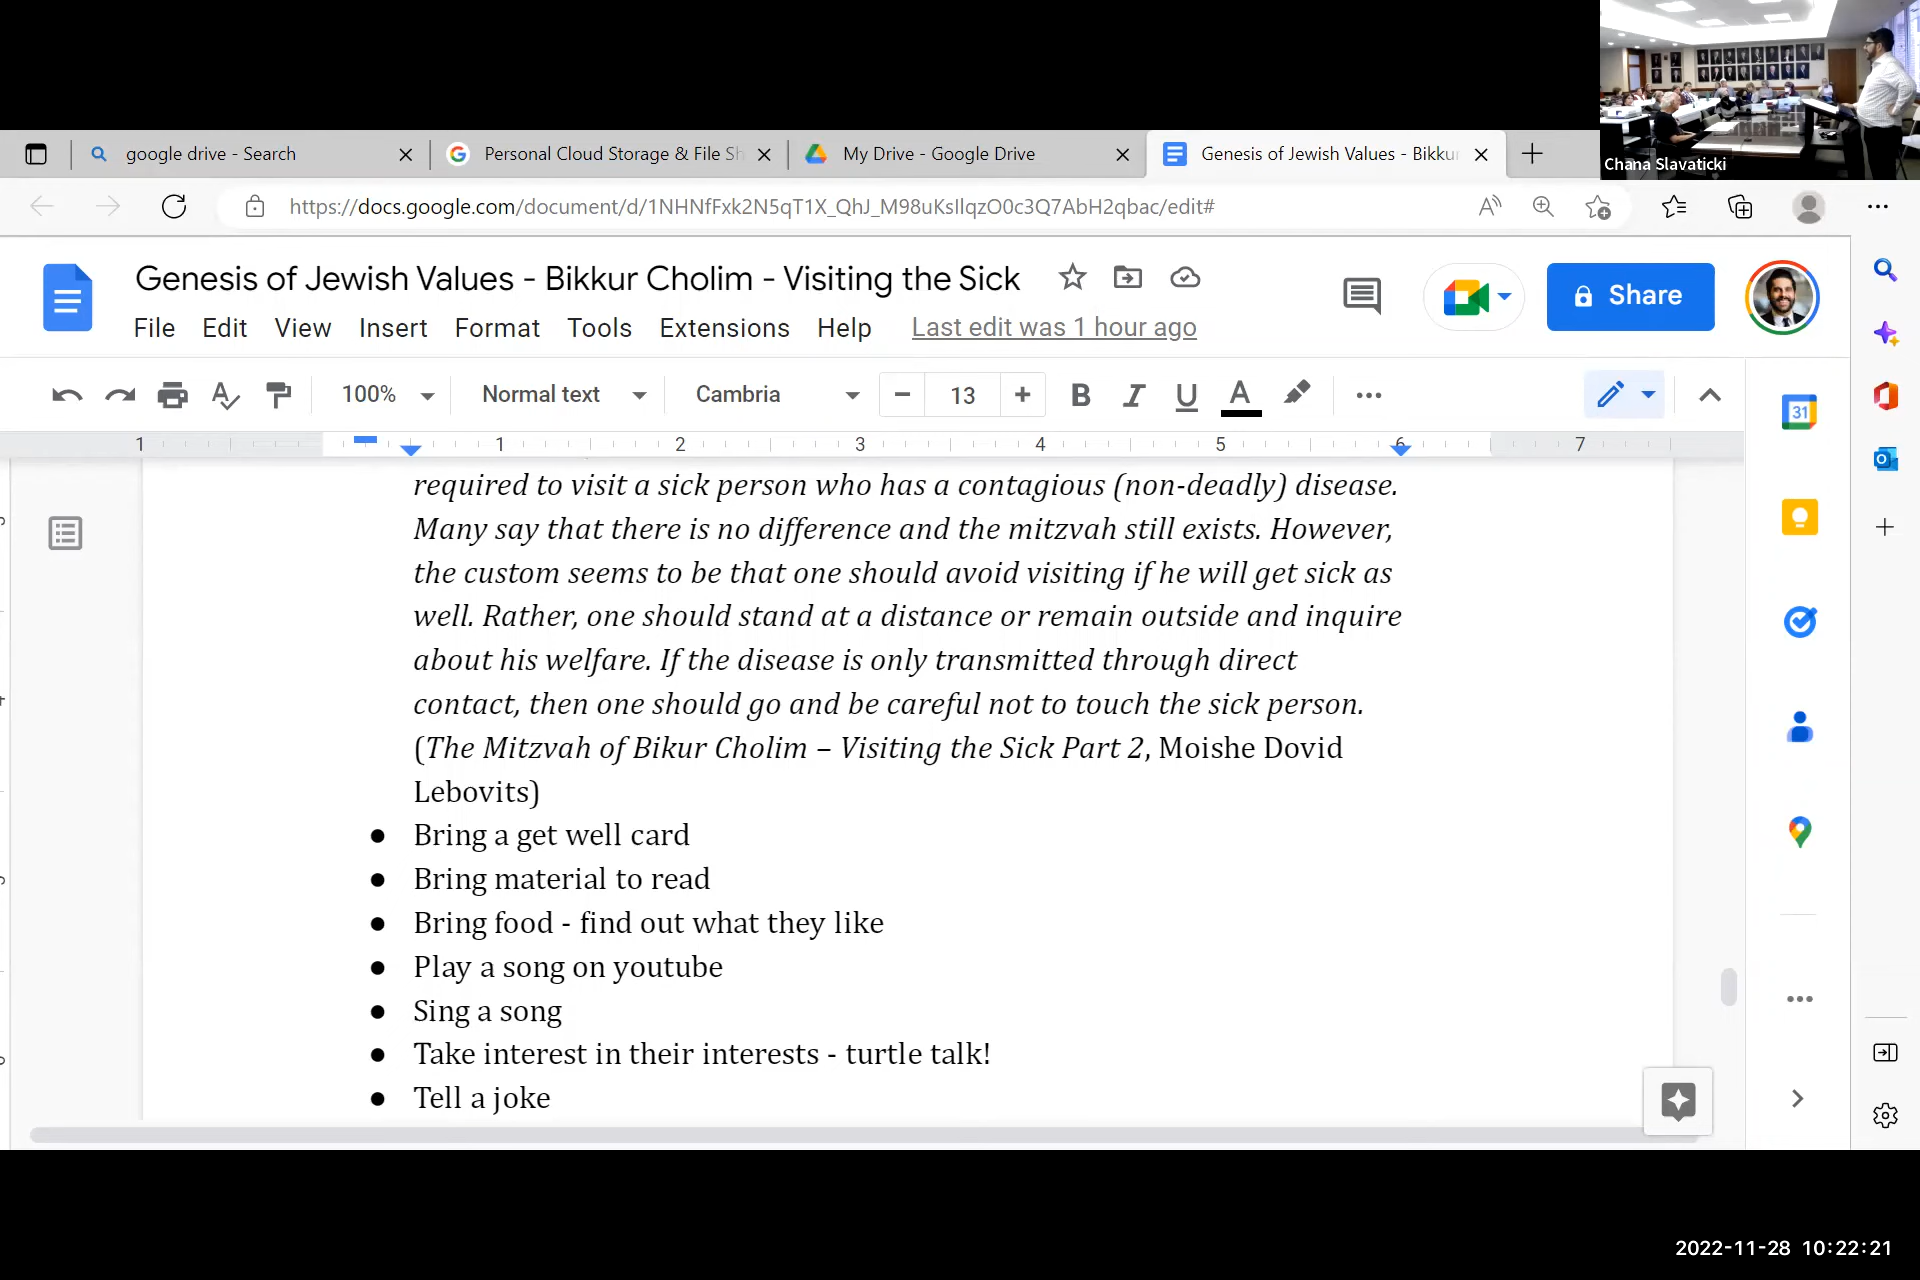 Chana Slavaticki
google drive - Search
Personal Cloud Storage & File Sh
My Drive - Google Drive
Genesis of Jewish Values - Bikkur
https://docs.google.com/document/d/1NHNfFxk2N5qT1X_QhJ_M98uKsIlqzO0c3Q7AbH2qbac/edit#
Genesis of Jewish Values - Bikkur Cholim - Visiting the Sick
Share
File Edit View Insert Format Tools Extensions Help Last edit was 1 hour ago
100% Normal text Cambria 13 B I U A
1 1 2 3 4 5 6 7
31
required to visit a sick person who has a contagious (non-deadly) disease.
Many say that there is no difference and the mitzvah still exists. However,
the custom seems to be that one should avoid visiting if he will get sick as
well. Rather, one should stand at a distance or remain outside and inquire
about his welfare. If the disease is only transmitted through direct
contact, then one should go and be careful not to touch the sick person.
(The Mitzvah of Bikur Cholim – Visiting the Sick Part 2, Moishe Dovid
Lebovits)
● Bring a get well card
● Bring material to read
● Bring food - find out what they like
● Play a song on youtube
● Sing a song
● Take interest in their interests - turtle talk!
● Tell a joke
2022-11-28 10:22:21